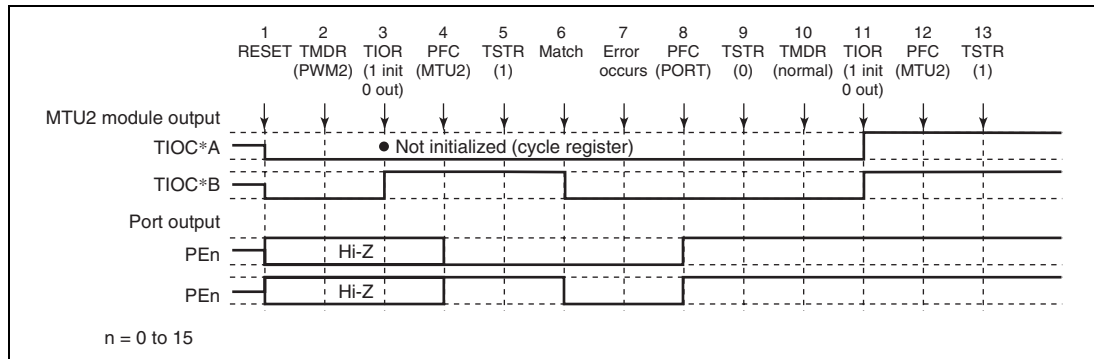 1 2 3 4 5 6 7 8 9 10 11 12 13
RESET TMDR TIOR PFC TSTR Match Error PFC TSTR TMDR TIOR PFC TSTR
(PWM2) (1 init (MTU2) (1) occurs (PORT) (0) (normal) (1 init (MTU2) (1)
0 out) 0 out)
MTU2 module output
TIOC*A
• Not initialized (cycle register)
TIOC*B
Port output
PEn
Hi-Z
PEn
Hi-Z
n = 0 to 15